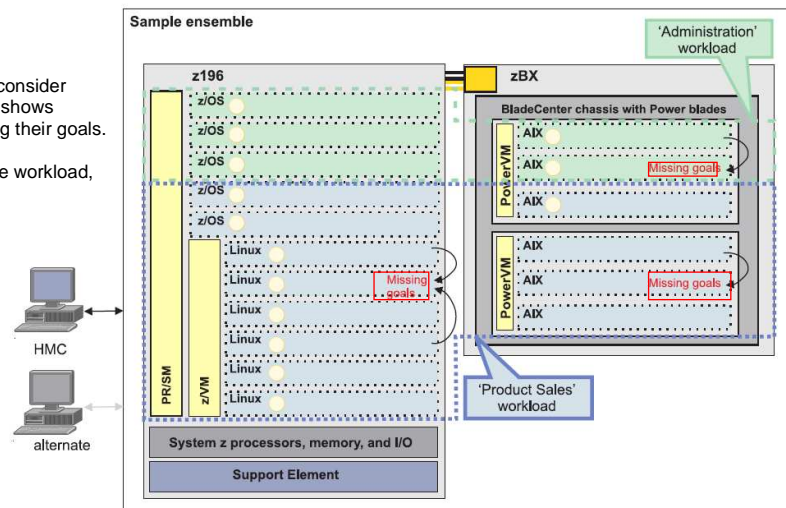 Sample ensemble
'Administration'
workload
consider
shows
g their goals.
e workload,
z196
zBX
BladeCenter chassis with Power blades
PR/SM
z/OS
z/OS
z/OS
z/OS
z/OS
z/VM
Linux
Linux
Missing
goals
Linux
Linux
Linux
Linux
PowerVM
AIX
AIX
Missing goals
AIX
PowerVM
AIX
AIX
Missing goals
AIX
HMC
alternate
'Product Sales'
workload
System z processors, memory, and I/O
Support Element